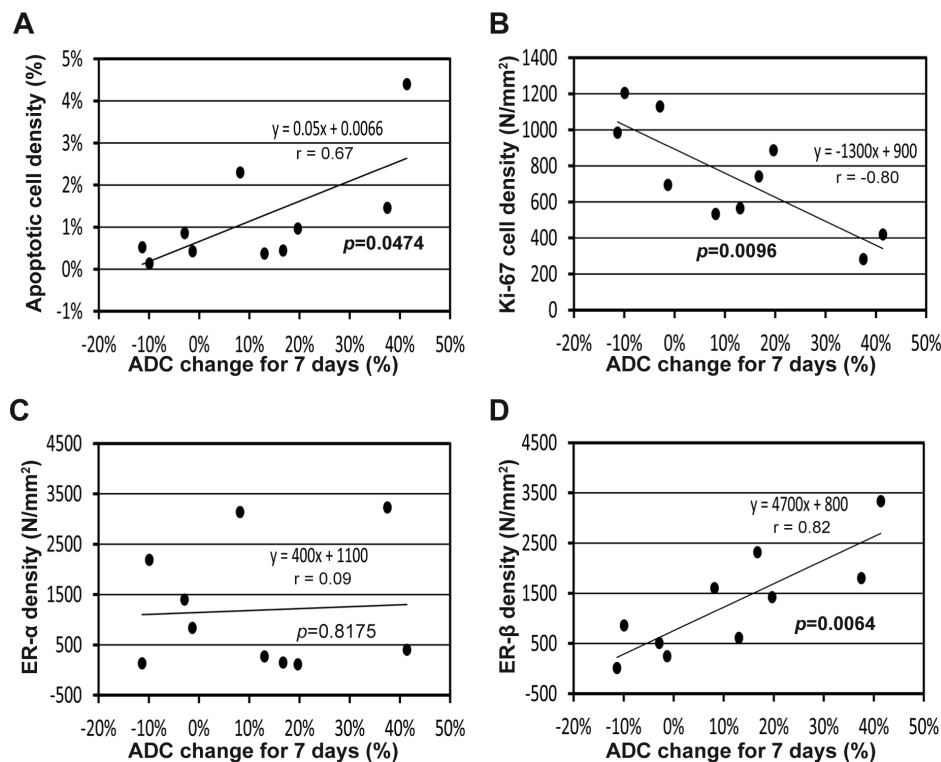 A
Apoptotic cell density (%)
5%
4%
3%
2%
1%
0%
-1%
y = 0.05x + 0.0066
r = 0.67
p=0.0474
-20% -10% 0% 10% 20% 30% 40% 50%
ADC change for 7 days (%)
B
Ki-67 cell density (N/mm²)
1400
1200
1000
800
600
400
200
0
y = -1300x + 900
r = -0.80
p=0.0096
-20% -10% 0% 10% 20% 30% 40% 50%
ADC change for 7 days (%)
C
ER-α density (N/mm²)
4500
3500
2500
1500
500
-500
y = 400x + 1100
r = 0.09
p=0.8175
-20% -10% 0% 10% 20% 30% 40% 50%
ADC change for 7 days (%)
D
ER-β density (N/mm²)
4500
3500
2500
1500
500
-500
y = 4700x + 800
r = 0.82
p=0.0064
-20% -10% 0% 10% 20% 30% 40% 50%
ADC change for 7 days (%)